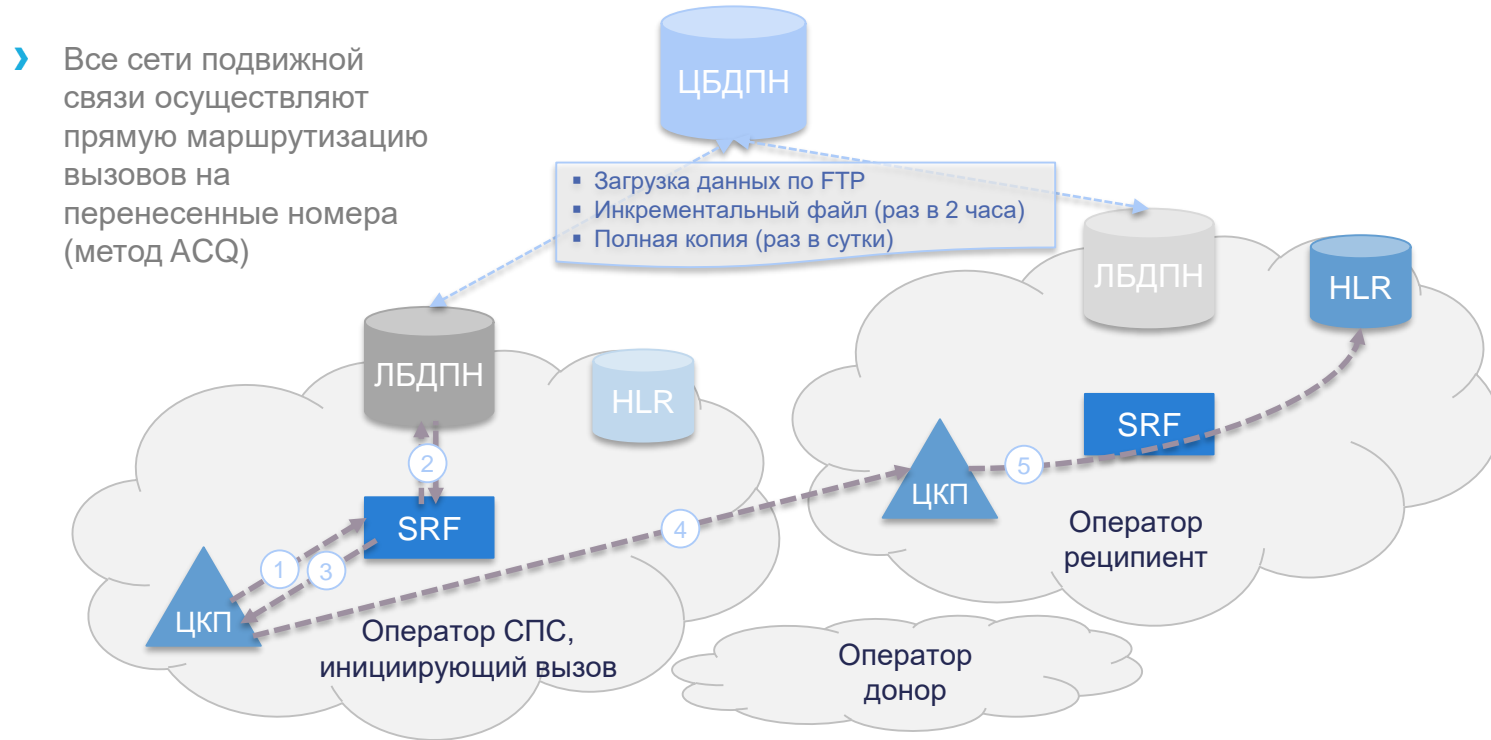 Все сети подвижной
связи осуществляют
прямую маршрутизацию
вызовов на
перенесенные номера
(метод ACQ)
ЦБДПН
Загрузка данных по FTP
Инкрементальный файл (раз в 2 часа)
Полная копия (раз в сутки)
ЛБДПН
HLR
ЛБДПН
HLR
SRF
2
SRF
5
ЦКП
4
1
3
ЦКП
Оператор
реципиент
Оператор СПС,
инициирующий вызов
Оператор
донор